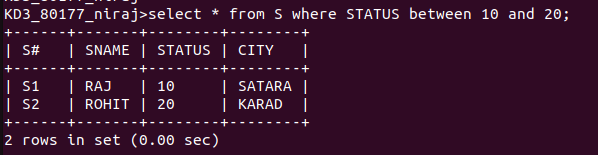 KD3_80177_niraj>select * from S where STATUS between 10 and 20;
+------+-------+--------+--------+
| S#   | SNAME | STATUS | CITY   |
+------+-------+--------+--------+
| S1   | RAJ   | 10     | SATARA |
| S2   | ROHIT | 20     | KARAD  |
+------+-------+--------+--------+
2 rows in set (0.00 sec)